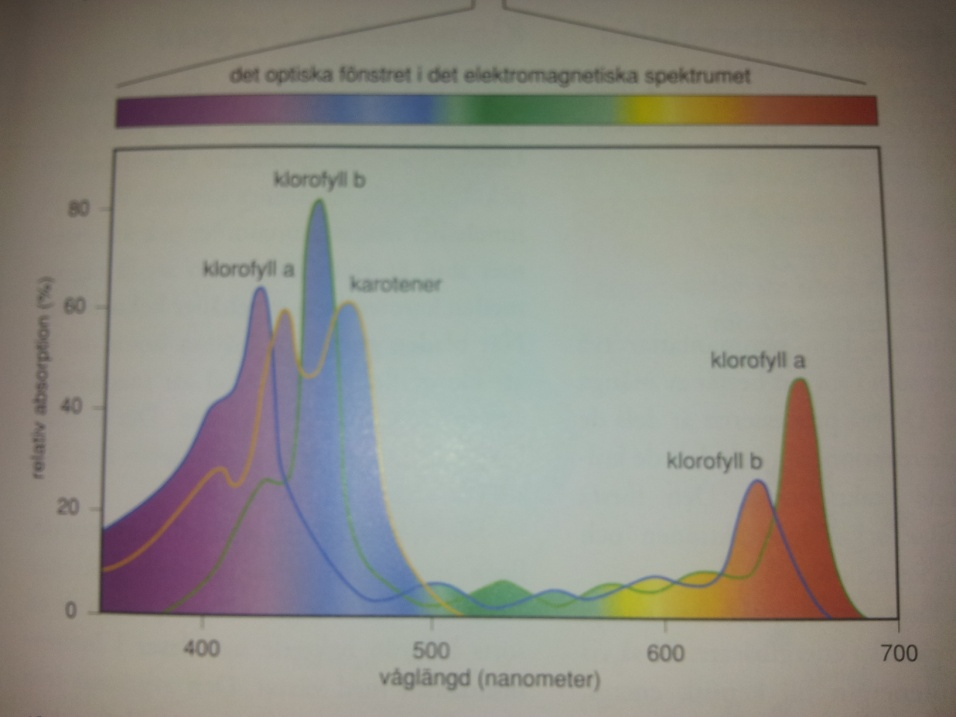 det optiska fönstret i det elektromagnetiska spektrumet
klorofyll b
80
klorofyll a
karotener
60
klorofyll a
40
klorofyll b
20
0
relativ absorption (%)
400
500
600
700
våglängd (nanometer)